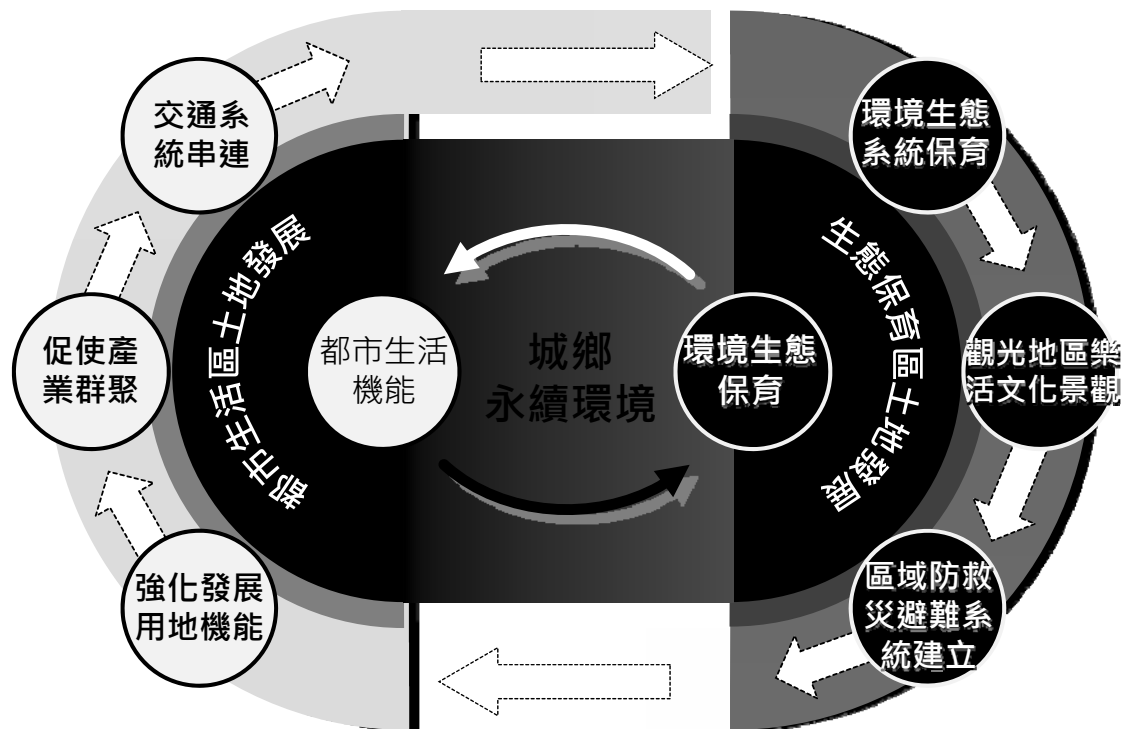 交通系
統串連
環境生態
系統保育
都市生活區土地發展
生態保育區土地發展
促使產
業群聚
都市生活
機能
城鄉
永續環境
環境生態
保育
觀光地區樂
活文化景觀
強化發展
用地機能
區域防救
災避難系
統建立